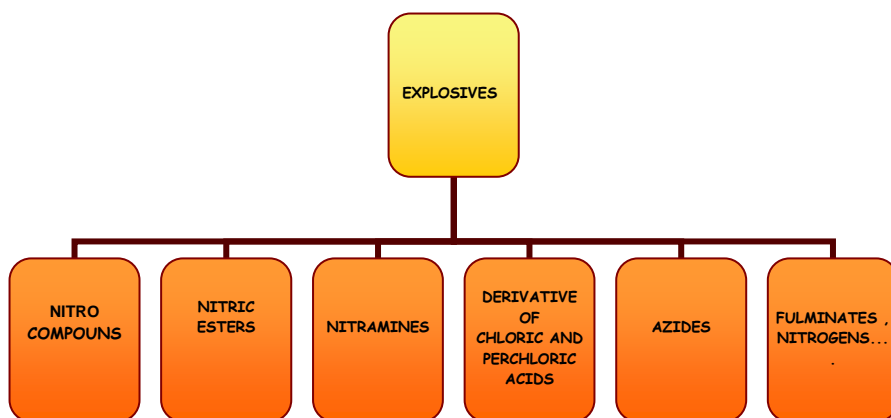 EXPLOSIVES
NITRO
COMPOUNS
NITRIC
ESTERS
NITRAMINES
DERIVATIVE
OF
CHLORIC AND
PERCHLORIC
ACIDS
AZIDES
FULMINATES ,
NITROGENS...
.